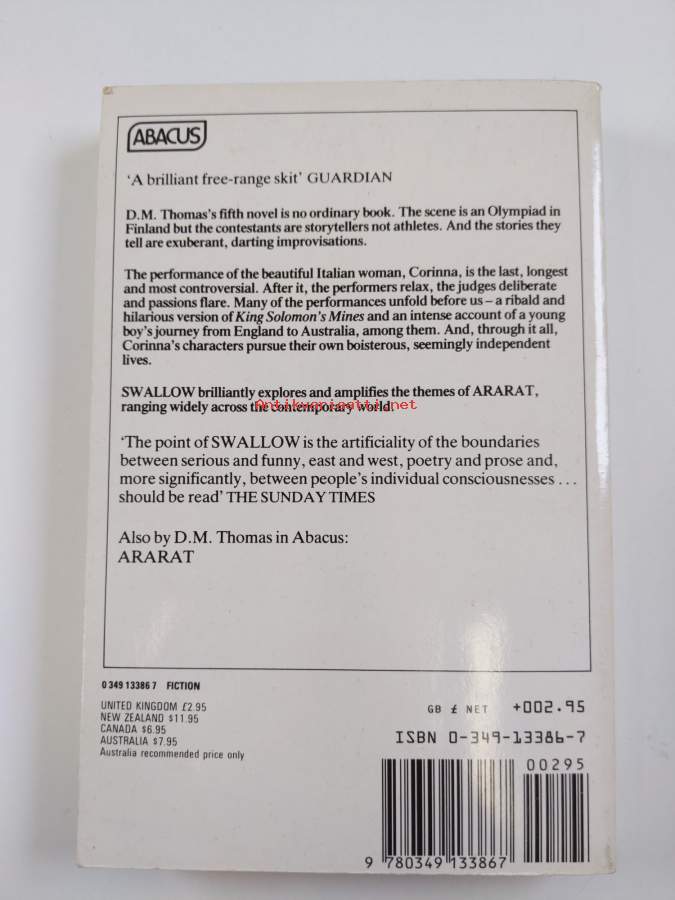 ABACUS
‘A brilliant free-range skit’ GUARDIAN
D.M. Thomas's fifth novel is no ordinary book. The scene is an Olympiad in
Finland but the contestants are storytellers not athletes. And the stories they
tell are exuberant, darting improvisations.
The performance of the beautiful Italian woman, Corinna, is the last, longest
and most controversial. After it, the performers relax, the judges deliberate
and passions flare. Many of the performances unfold before us – a ribald and
hilarious version of King Solomon's Mines and an intense account of a young
boy's journey from England to Australia, among them. And, through it all,
Corinna's characters pursue their own boisterous, seemingly independent
lives.
SWALLOW brilliantly explores and amplifies the themes of ARARAT,
ranging widely across the contemporary world.
Antikvariaatti.net
‘The point of SWALLOW is the artificiality of the boundaries
between serious and funny, east and west, poetry and prose and,
more significantly, between people's individual consciousnesses ...
should be read’ THE SUNDAY TIMES
Also by D.M. Thomas in Abacus:
ARARAT
0 349 13386 7 FICTION
UNITED KINGDOM £2.95
NEW ZEALAND $11.95
CANADA $6.95
AUSTRALIA $7.95
Australia recommended price only
GB £ NET +002.95
ISBN 0-349-13386-7
00295
9 780349 133867